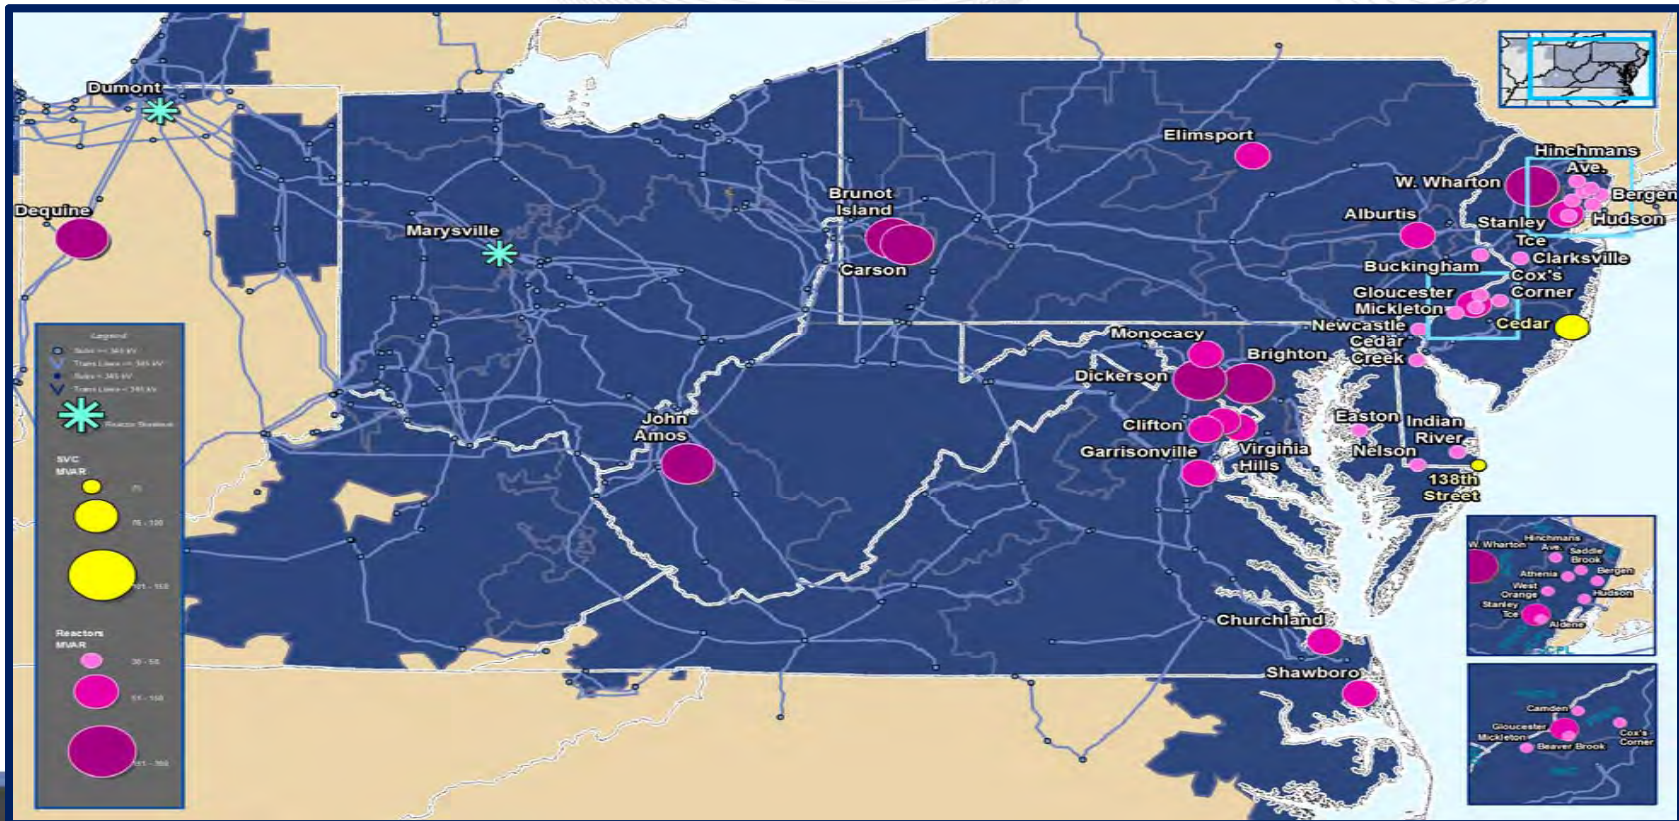 Dumont
Elimsport
Hinchmans
Ave.
W. Wharton
Bergen
Dequine
Brunot
Island
Alburtis
Stanley
Tce
Hudson
Marysville
Carson
Buckingham
Clarksville
Cox's
Corner
Gloucester
Mickleton
Cedar
Newcastle
Cedar
Creek
Monocacy
Brighton
Dickerson
John
Amos
Clifton
Easton
Indian
River
Garrisonville
Virginia
Hills
Nelson
138th
Street
Churchland
Shawboro
Legend
SVC
MVAR
Reactors
MVAR
W. Wharton
Hinchmans
Ave.
Saddle
Brook
Athenia
Bergen
West
Orange
Hudson
Stanley
Tce
Aldene
Camden
Gloucester
Mickleton
Beaver Brook
Cox's
Corner